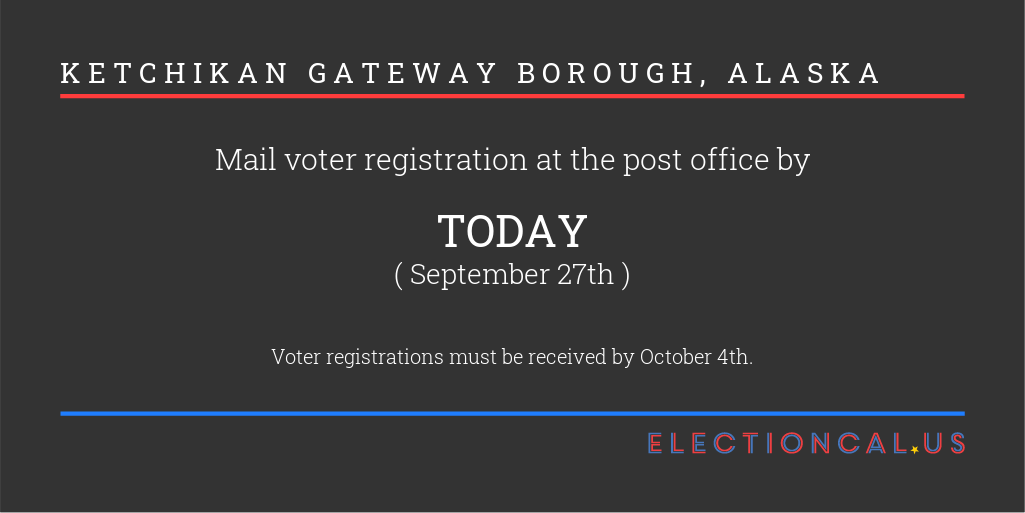 KETCHIKAN GATEWAY BOROUGH, ALASKA
Mail voter registration at the post office by
TODAY
( September 27th )
Voter registrations must be received by October 4th.
ELECTIONCAL.US